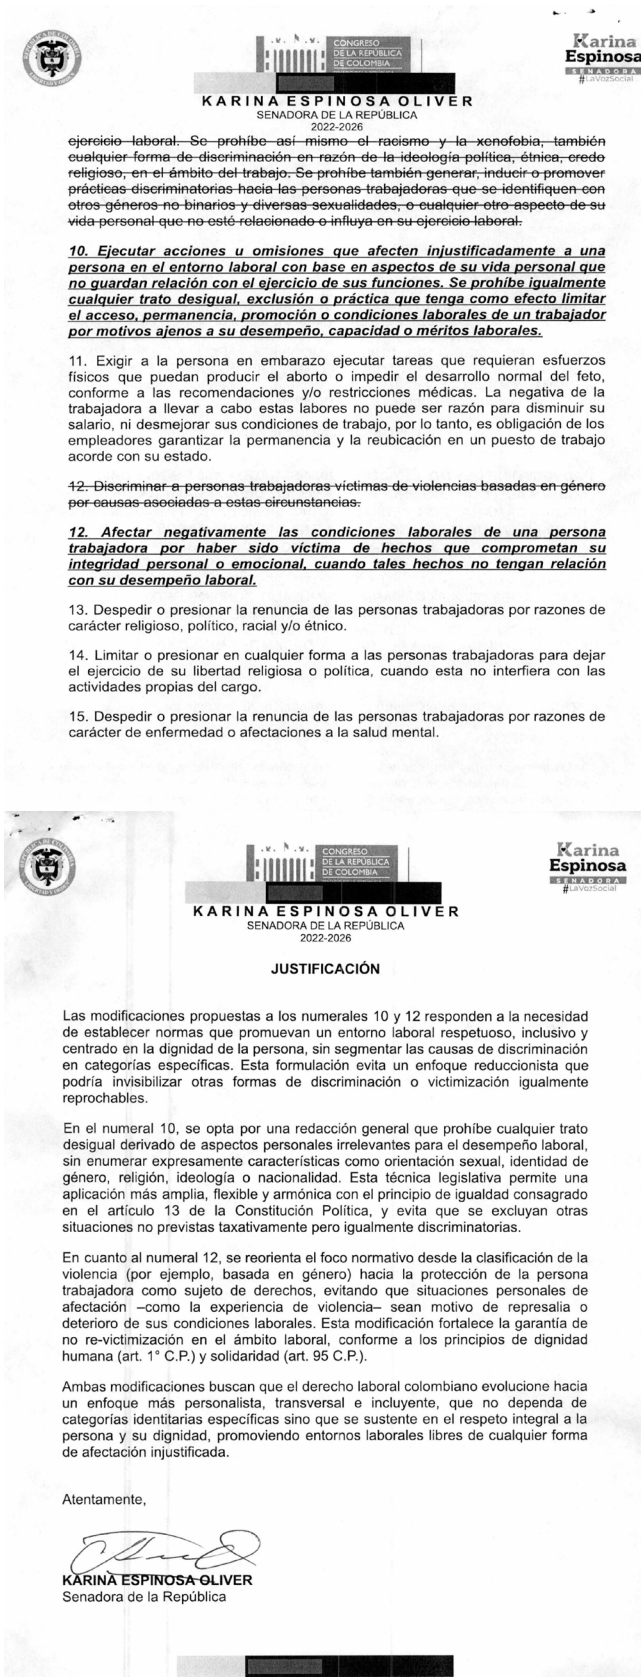 CONGRESO
DE LA REPÚBLICA
DE COLOMBIA
Karina
Espinosa
SENADORA
#LaVozSocial
KARINA ESPINOSA OLIVER
SENADORA DE LA REPÚBLICA
2022-2026
ejercicio laboral. Se prohíbe así mismo el racismo y la xenofobia, también
cualquier forma de discriminación en razón de la ideología política, étnica, credo
religioso, en el ámbito del trabajo. Se prohíbe también generar, inducir o promover
prácticas discriminatorias hacia las personas trabajadoras que se identifiquen con
otros géneros no binarios y diversas sexualidades, o cualquier otro aspecto de su
vida personal que no esté relacionado o influya en su ejercicio laboral.
10. Ejecutar acciones u omisiones que afecten injustificadamente a una
persona en el entorno laboral con base en aspectos de su vida personal que
no guardan relación con el ejercicio de sus funciones. Se prohíbe igualmente
cualquier trato desigual, exclusión o práctica que tenga como efecto limitar
el acceso, permanencia, promoción o condiciones laborales de un trabajador
por motivos ajenos a su desempeño, capacidad o méritos laborales.
11. Exigir a la persona en embarazo ejecutar tareas que requieran esfuerzos
físicos que puedan producir el aborto o impedir el desarrollo normal del feto,
conforme a las recomendaciones y/o restricciones médicas. La negativa de la
trabajadora a llevar a cabo estas labores no puede ser razón para disminuir su
salario, ni desmejorar sus condiciones de trabajo, por lo tanto, es obligación de los
empleadores garantizar la permanencia y la reubicación en un puesto de trabajo
acorde con su estado.
12. Discriminar a personas trabajadoras víctimas de violencias basadas en género
por causas asociadas a estas circunstancias.
12. Afectar negativamente las condiciones laborales de una persona
trabajadora por haber sido víctima de hechos que comprometan su
integridad personal o emocional, cuando tales hechos no tengan relación
con su desempeño laboral.
13. Despedir o presionar la renuncia de las personas trabajadoras por razones de
carácter religioso, político, racial y/o étnico.
14. Limitar o presionar en cualquier forma a las personas trabajadoras para dejar
el ejercicio de su libertad religiosa o política, cuando esta no interfiera con las
actividades propias del cargo.
15. Despedir o presionar la renuncia de las personas trabajadoras por razones de
carácter de enfermedad o afectaciones a la salud mental.
CONGRESO
DE LA REPÚBLICA
DE COLOMBIA
Karina
Espinosa
SENADORA
#LaVozSocial
KARINA ESPINOSA OLIVER
SENADORA DE LA REPÚBLICA
2022-2026
JUSTIFICACIÓN
Las modificaciones propuestas a los numerales 10 y 12 responden a la necesidad
de establecer normas que promuevan un entorno laboral respetuoso, inclusivo y
centrado en la dignidad de la persona, sin segmentar las causas de discriminación
en categorías específicas. Esta formulación evita un enfoque reduccionista que
podría invisibilizar otras formas de discriminación o victimización igualmente
reprochables.
En el numeral 10, se opta por una redacción general que prohíbe cualquier trato
desigual derivado de aspectos personales irrelevantes para el desempeño laboral,
sin enumerar expresamente características como orientación sexual, identidad de
género, religión, ideología o nacionalidad. Esta técnica legislativa permite una
aplicación más amplia, flexible y armónica con el principio de igualdad consagrado
en el artículo 13 de la Constitución Política, y evita que se excluyan otras
situaciones no previstas taxativamente pero igualmente discriminatorias.
En cuanto al numeral 12, se reorienta el foco normativo desde la clasificación de la
violencia (por ejemplo, basada en género) hacia la protección de la persona
trabajadora como sujeto de derechos, evitando que situaciones personales de
afectación –como la experiencia de violencia– sean motivo de represalia o
deterioro de sus condiciones laborales. Esta modificación fortalece la garantía de
no re-victimización en el ámbito laboral, conforme a los principios de dignidad
humana (art. 1° C.P.) y solidaridad (art. 95 C.P.).
Ambas modificaciones buscan que el derecho laboral colombiano evolucione hacia
un enfoque más personalista, transversal e incluyente, que no dependa de
categorías identitarias específicas sino que se sustente en el respeto integral a la
persona y su dignidad, promoviendo entornos laborales libres de cualquier forma
de afectación injustificada.
Atentamente,
KARINA ESPINOSA OLIVER
Senadora de la República